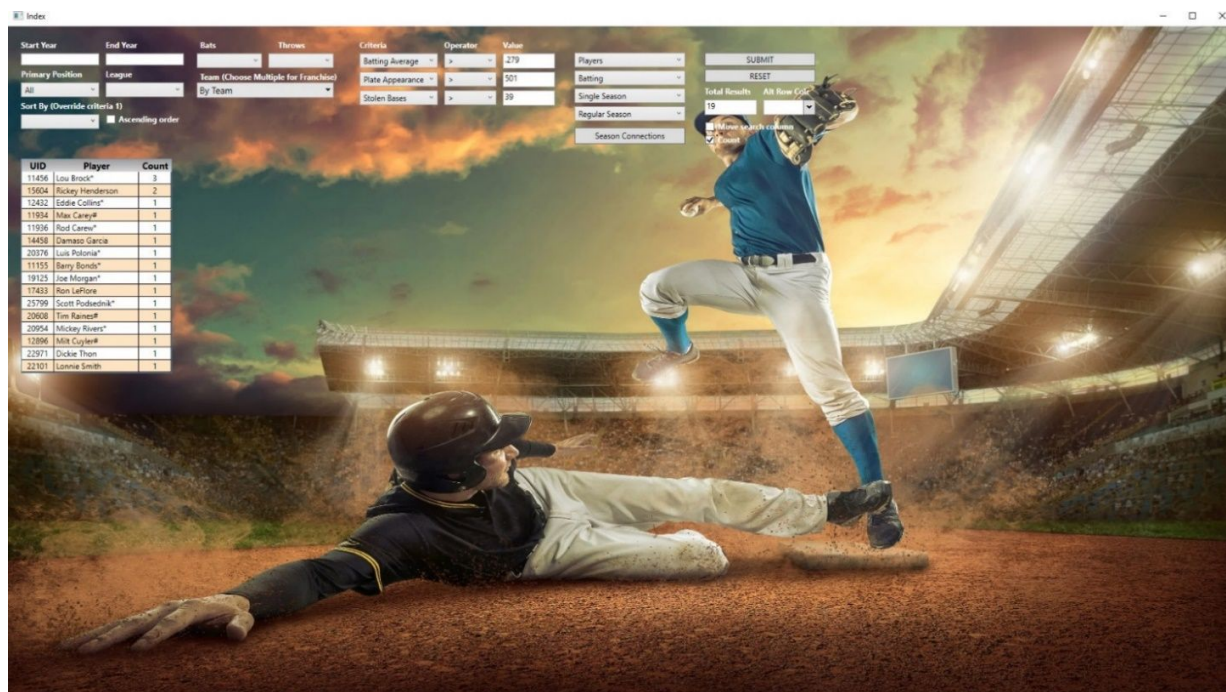 Index
Start Year End Year Bats Throws Criteria Operator Value
Batting Average > .279 Players SUBMIT
Primary Position League Team (Choose Multiple for Franchise) Plate Appearance > 501 Batting RESET
All By Team Stolen Bases > 39 Single Season Total Results Alt Row Colo
Sort By (Override criteria 1) Regular Season 19
Ascending order Move search column
Season Connections Count
UID Player Count
11456 Lou Brock* 3
15604 Rickey Henderson 2
12432 Eddie Collins* 1
11934 Max Carey# 1
11936 Rod Carew* 1
14458 Damaso Garcia 1
20376 Luis Polonia* 1
11155 Barry Bonds* 1
19125 Joe Morgan* 1
17433 Ron LeFlore 1
25799 Scott Podsednik* 1
20608 Tim Raines# 1
20954 Mickey Rivers* 1
12896 Milt Cuyler# 1
22971 Dickie Thon 1
22101 Lonnie Smith 1